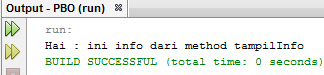 Output - PBO (run)
run:
Hai : ini info dari method tampilInfo
BUILD SUCCESSFUL (total time: 0 seconds)